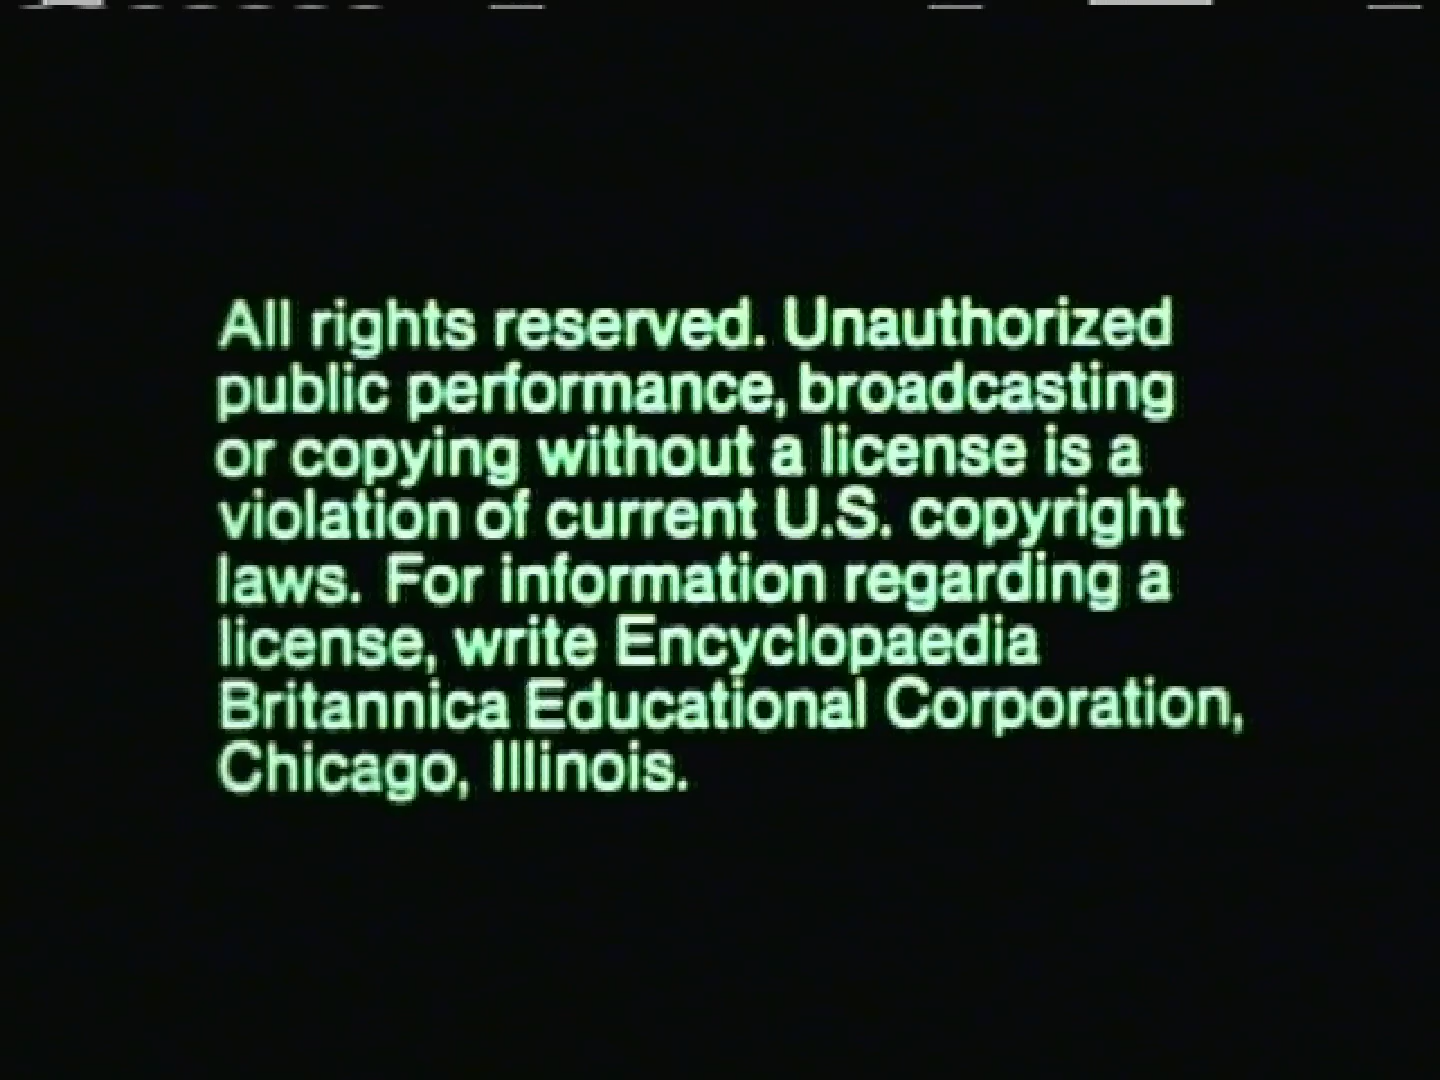 All rights reserved. Unauthorized
public performance, broadcasting
or copying without a license is a
violation of current U.S. copyright
laws. For information regarding a
license, write Encyclopaedia
Britannica Educational Corporation,
Chicago, Illinois.